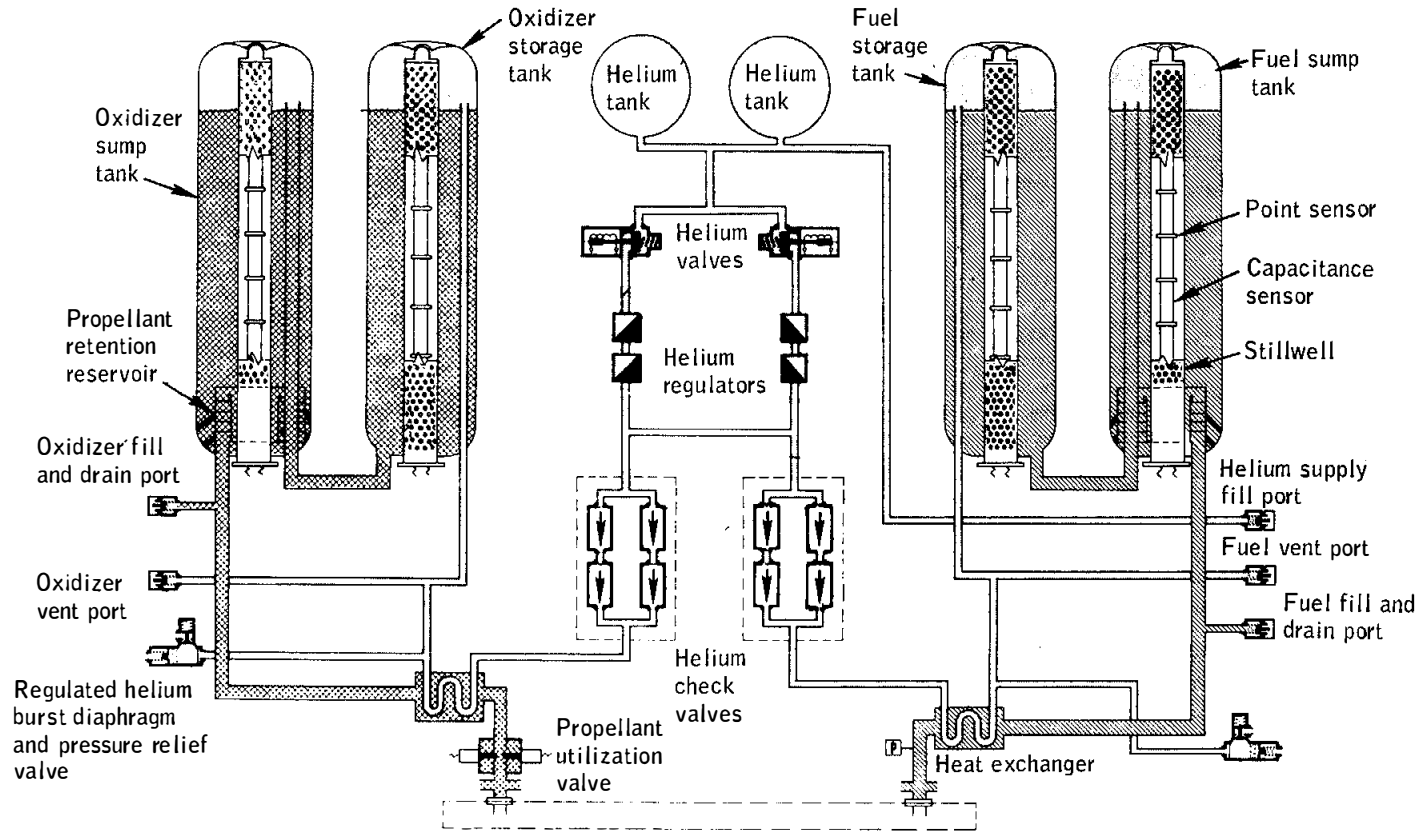 Oxidizer
storage
tank
Fuel
storage
tank
Fuel sump
tank
Helium
tank
Helium
tank
Oxidizer
sump
tank
Point sensor
Helium
valves
Capacitance
sensor
Propellant
retention
reservoir
Stillwell
Helium
regulators
Oxidizer fill
and drain port
Helium supply
fill port
Fuel vent port
Oxidizer
vent port
Fuel fill and
drain port
Helium
check
valves
Regulated helium
burst diaphragm
and pressure relief
valve
Propellant
utilization
valve
Heat exchanger
P